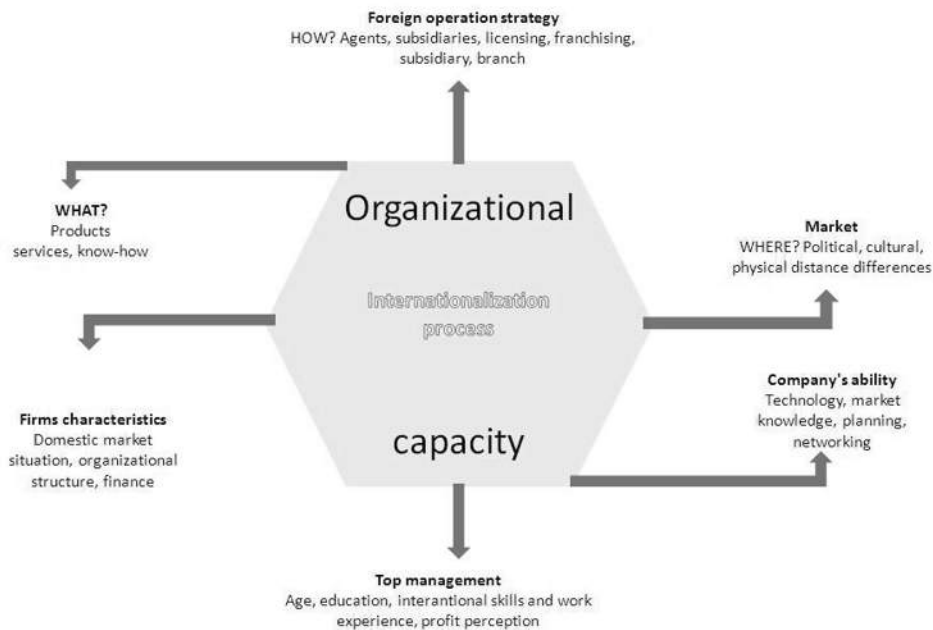 Foreign operation strategy
HOW? Agents, subsidiaries, licensing, franchising,
subsidiary, branch
WHAT?
Products
services, know-how
Organizational
Internationalization
process
capacity
Market
WHERE? Political, cultural,
physical distance differences
Firms characteristics
Domestic market
situation, organizational
structure, finance
Company's ability
Technology, market
knowledge, planning,
networking
Top management
Age, education, interantional skills and work
experience, profit perception